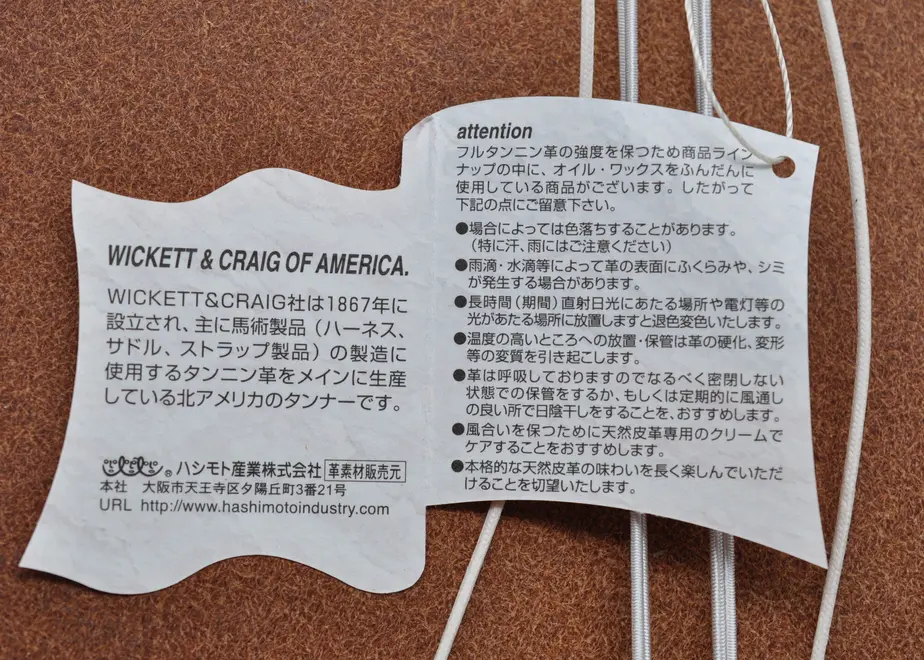 WICKETT & CRAIG OF AMERICA.
WICKETT&CRAIG社は1867年に
設立され、主に馬術製品（ハーネス、
サドル、ストラップ製品）の製造に
使用するタンニン革をメインに生産
している北アメリカのタンナーです。
®ハシモト産業株式会社 革素材販売元
本社 大阪市天王寺区夕陽丘町3番21号
URL http://www.hashimotoindustry.com
attention
フルタンニン革の強度を保つため商品ライン
ナップの中に、オイル・ワックスをふんだんに
使用している商品がございます。したがって
下記の点にご留意下さい。
●場合によっては色落ちすることがあります。
（特に汗、雨にはご注意ください）
●雨滴・水滴等によって革の表面にふくらみや、シミ
が発生する場合があります。
●長時間（期間）直射日光にあたる場所や電灯等の
光があたる場所に放置しますと退色変色いたします。
●温度の高いところへの放置・保管は革の硬化、変形
等の変質を引き起こします。
●革は呼吸しておりますのでなるべく密閉しない
状態での保管をするか、もしくは定期的に風通し
の良い所で日陰干しをすることを、おすすめします。
●風合いを保つために天然皮革専用のクリームで
ケアすることをおすすめします。
●本格的な天然皮革の味わいを長く楽しんでいただ
けることを切望いたします。